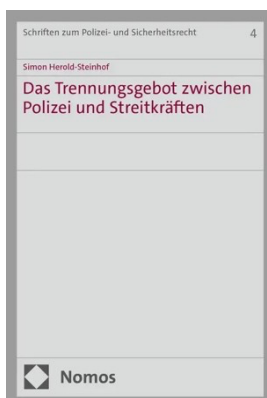 Schriften zum Polizei- und Sicherheitsrecht 4
Simon Herold-Steinhof
Das Trennungsgebot zwischen
Polizei und Streitkräften
Nomos